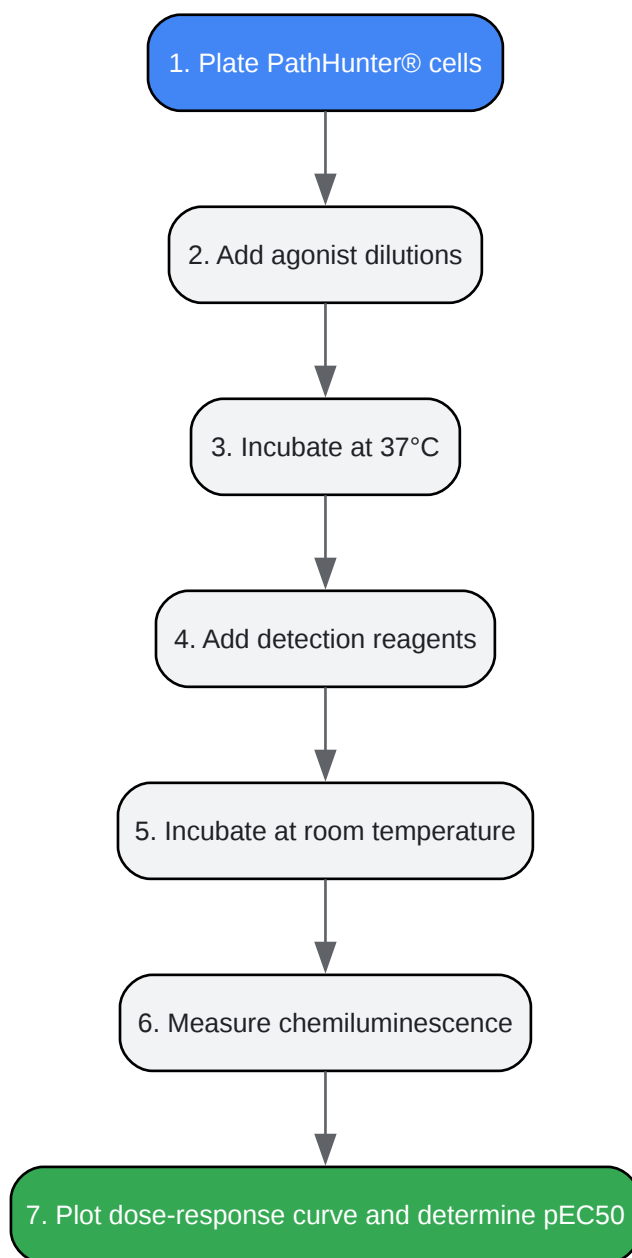 1. Plate PathHunter® cells
2. Add agonist dilutions
3. Incubate at 37°C
4. Add detection reagents
5. Incubate at room temperature
6. Measure chemiluminescence
7. Plot dose-response curve and determine pEC50